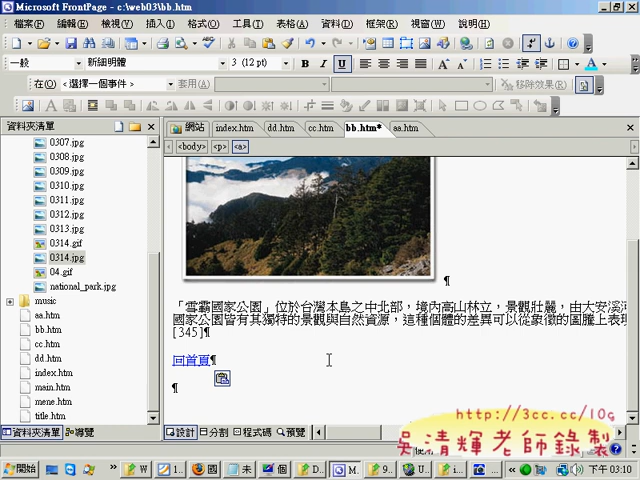 Microsoft FrontPage - c:\web03\bb.htm
檔案(F) 編輯(E) 檢視(V) 插入(I) 格式(O) 工具(T) 表格(A) 資料(D) 框架(R) 視窗(W) 說明(H)
一般 新細明體 3 (12 pt) B I U
在(O) <選擇一個事件> 套用(A) 移除效果(R)
資料夾清單
網站 index.htm dd.htm cc.htm bb.htm* aa.htm
<body> <p> <a>
0307.jpg
0308.jpg
0309.jpg
0310.jpg
0311.jpg
0312.jpg
0313.jpg
0314.gif
0314.jpg
04.gif
national_park.jpg
music
aa.htm
bb.htm
cc.htm
dd.htm
index.htm
main.htm
mene.htm
title.htm
「雪霸國家公園」位於台灣本島之中北部，境內高山林立，景觀壯麗，由大安溪
國家公園皆有其獨特的景觀與自然資源，這種個體的差異可以從象徵的圖騰上表現
[345]
回首頁
資料夾清單 導覽
設計 分割 程式碼 預覽
http://3cc.cc/10g
吳清輝老師錄製
開始 W 1... 國 未 個 D... M. 9... U. i... 下午 03:10